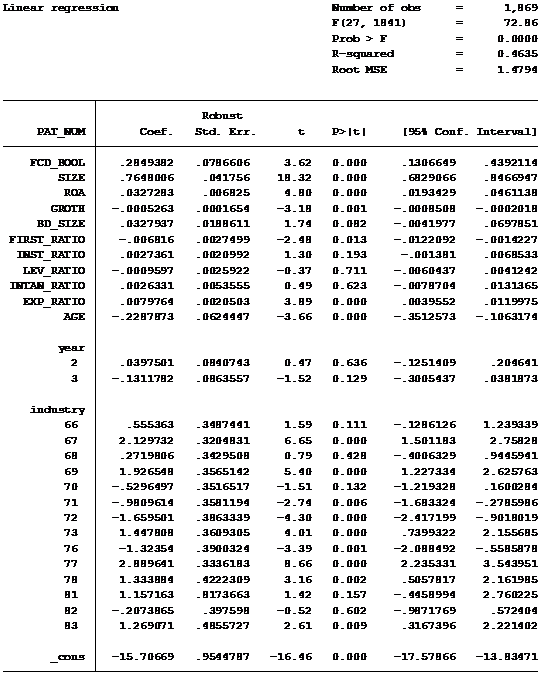 Linear regression Number of obs = 1,869
F(27, 1841) = 72.86
Prob > F = 0.0000
R-squared = 0.4635
Root MSE = 1.4794
Robust
PAT_NUM Coef. Std. Err. t P>|t| [95% Conf. Interval]
FCD_BOOL .2849382 .0786606 3.62 0.000 .1306649 .4392114
SIZE .7648006 .041756 18.32 0.000 .6829066 .8466947
ROA .0327283 .006825 4.80 0.000 .0193429 .0461138
GROTH -.0005263 .0001654 -3.18 0.001 -.0008508 -.0002018
BD_SIZE .0327937 .0188611 1.74 0.082 -.0041977 .0697851
FIRST_RATIO -.006816 .0027499 -2.48 0.013 -.0122092 -.0014227
INST_RATIO .0027361 .0020992 1.30 0.193 -.001381 .0068533
LEV_RATIO -.0009597 .0025922 -0.37 0.711 -.0060437 .0041242
INTAN_RATIO .0026331 .0053555 0.49 0.623 -.0078704 .0131365
EXP_RATIO .0079764 .0020503 3.89 0.000 .0039552 .0119975
AGE -.2287873 .0624447 -3.66 0.000 -.3512573 -.1063174
year
2 .0397501 .0840743 0.47 0.636 -.1251409 .204641
3 -.1311782 .0863557 -1.52 0.129 -.3005437 .0381873
industry
66 .555363 .3487441 1.59 0.111 -.1286126 1.239339
67 2.129732 .3204831 6.65 0.000 1.501183 2.75828
68 .2719806 .3429508 0.79 0.428 -.4006329 .9445941
69 1.926548 .3565142 5.40 0.000 1.227334 2.625763
70 -.5296497 .3516517 -1.51 0.132 -1.219328 .1600284
71 -.9809614 .3581194 -2.74 0.006 -1.683324 -.2785986
72 -1.659501 .3863339 -4.30 0.000 -2.417199 -.9018019
73 1.447808 .3609305 4.01 0.000 .7399322 2.155685
76 -1.32354 .3900324 -3.39 0.001 -2.088492 -.5585878
77 2.889641 .3336183 8.66 0.000 2.235331 3.543951
78 1.333884 .4222309 3.16 0.002 .5057817 2.161985
81 1.157163 .8173663 1.42 0.157 -.4458994 2.760225
82 -.2073865 .397598 -0.52 0.602 -.9871769 .572404
83 1.269071 .4855727 2.61 0.009 .3167396 2.221402
_cons -15.70669 .9544787 -16.46 0.000 -17.57866 -13.83471